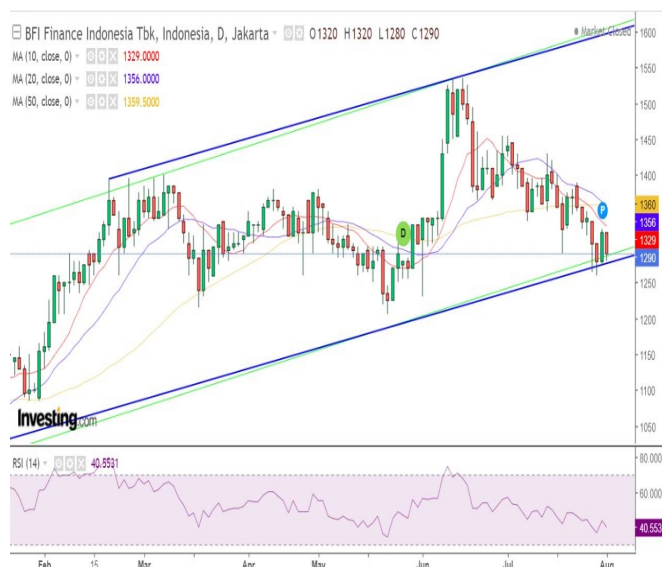 BFI Finance Indonesia Tbk, Indonesia, D, Jakarta O1320 H1320 L1280 C1290
Market Closed
MA (10, close, 0) 1329.0000
MA (20, close, 0) 1356.0000
MA (50, close, 0) 1359.5000
1600
1550
1500
1450
1400
1360
1356
1329
1290
1250
1200
1150
1100
1050
D
P
Investing.com
RSI (14) 40.5531
80.000
60.000
40.553
Feb 15 Mar Apr May Jun Jul Aug